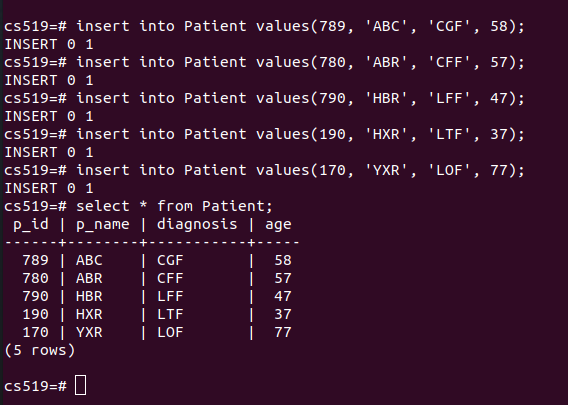 cs519=# insert into Patient values(789, 'ABC', 'CGF', 58);
INSERT 0 1
cs519=# insert into Patient values(780, 'ABR', 'CFF', 57);
INSERT 0 1
cs519=# insert into Patient values(790, 'HBR', 'LFF', 47);
INSERT 0 1
cs519=# insert into Patient values(190, 'HXR', 'LTF', 37);
INSERT 0 1
cs519=# insert into Patient values(170, 'YXR', 'LOF', 77);
INSERT 0 1
cs519=# select * from Patient;
 p_id | p_name | diagnosis | age
------+--------+-----------+-----
  789 | ABC    | CGF       |  58
  780 | ABR    | CFF       |  57
  790 | HBR    | LFF       |  47
  190 | HXR    | LTF       |  37
  170 | YXR    | LOF       |  77
(5 rows)
cs519=#